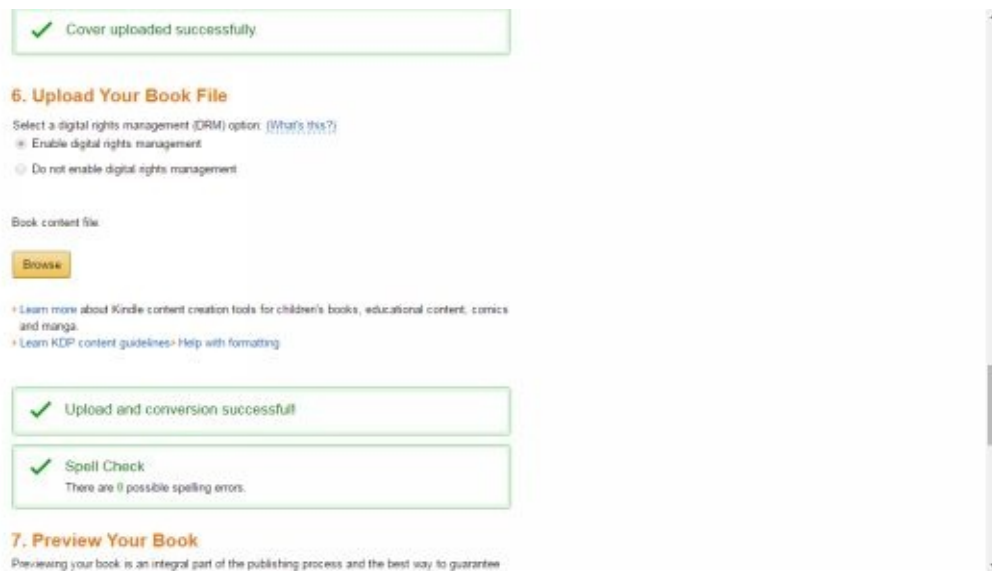 Cover uploaded successfully.
6. Upload Your Book File
Select a digital rights management (DRM) option: (What's this?)
Enable digital rights management
Do not enable digital rights management
Book content file:
Browse
› Learn more about Kindle content creation tools for children's books, educational content, comics
and manga.
› Learn KDP content guidelines› Help with formatting
Upload and conversion successful!
Spell Check
There are 0 possible spelling errors.
7. Preview Your Book
Previewing your book is an integral part of the publishing process and the best way to guarantee